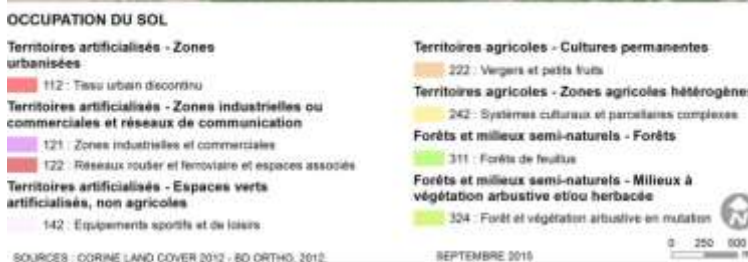 OCCUPATION DU SOL
Territoires artificialisés - Zones
urbanisées
112 : Tissu urbain discontinu
Territoires artificialisés - Zones industrielles ou
commerciales et réseaux de communication
121 : Zones industrielles et commerciales
122 : Réseaux routier et ferroviaire et espaces associés
Territoires artificialisés - Espaces verts
artificialisés, non agricoles
142 : Equipements sportifs et de loisirs
SOURCES : CORINE LAND COVER 2012 - BD ORTHO, 2012
Territoires agricoles - Cultures permanentes
222 : Vergers et petits fruits
Territoires agricoles - Zones agricoles hétérogènes
242 : Systèmes culturaux et parcellaires complexes
Forêts et milieux semi-naturels - Forêts
311 : Forêts de feuillus
Forêts et milieux semi-naturels - Milieux à
végétation arbustive et/ou herbacée
324 : Forêt et végétation arbustive en mutation
N
0 250 500
SEPTEMBRE 2015